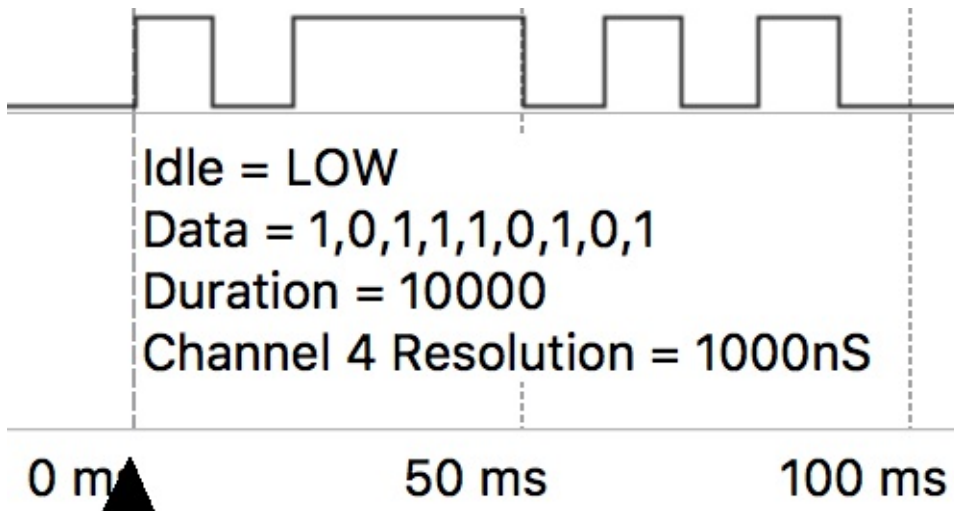 Idle = LOW
Data = 1,0,1,1,1,0,1,0,1
Duration = 10000
Channel 4 Resolution = 1000nS
0 ms 50 ms 100 ms